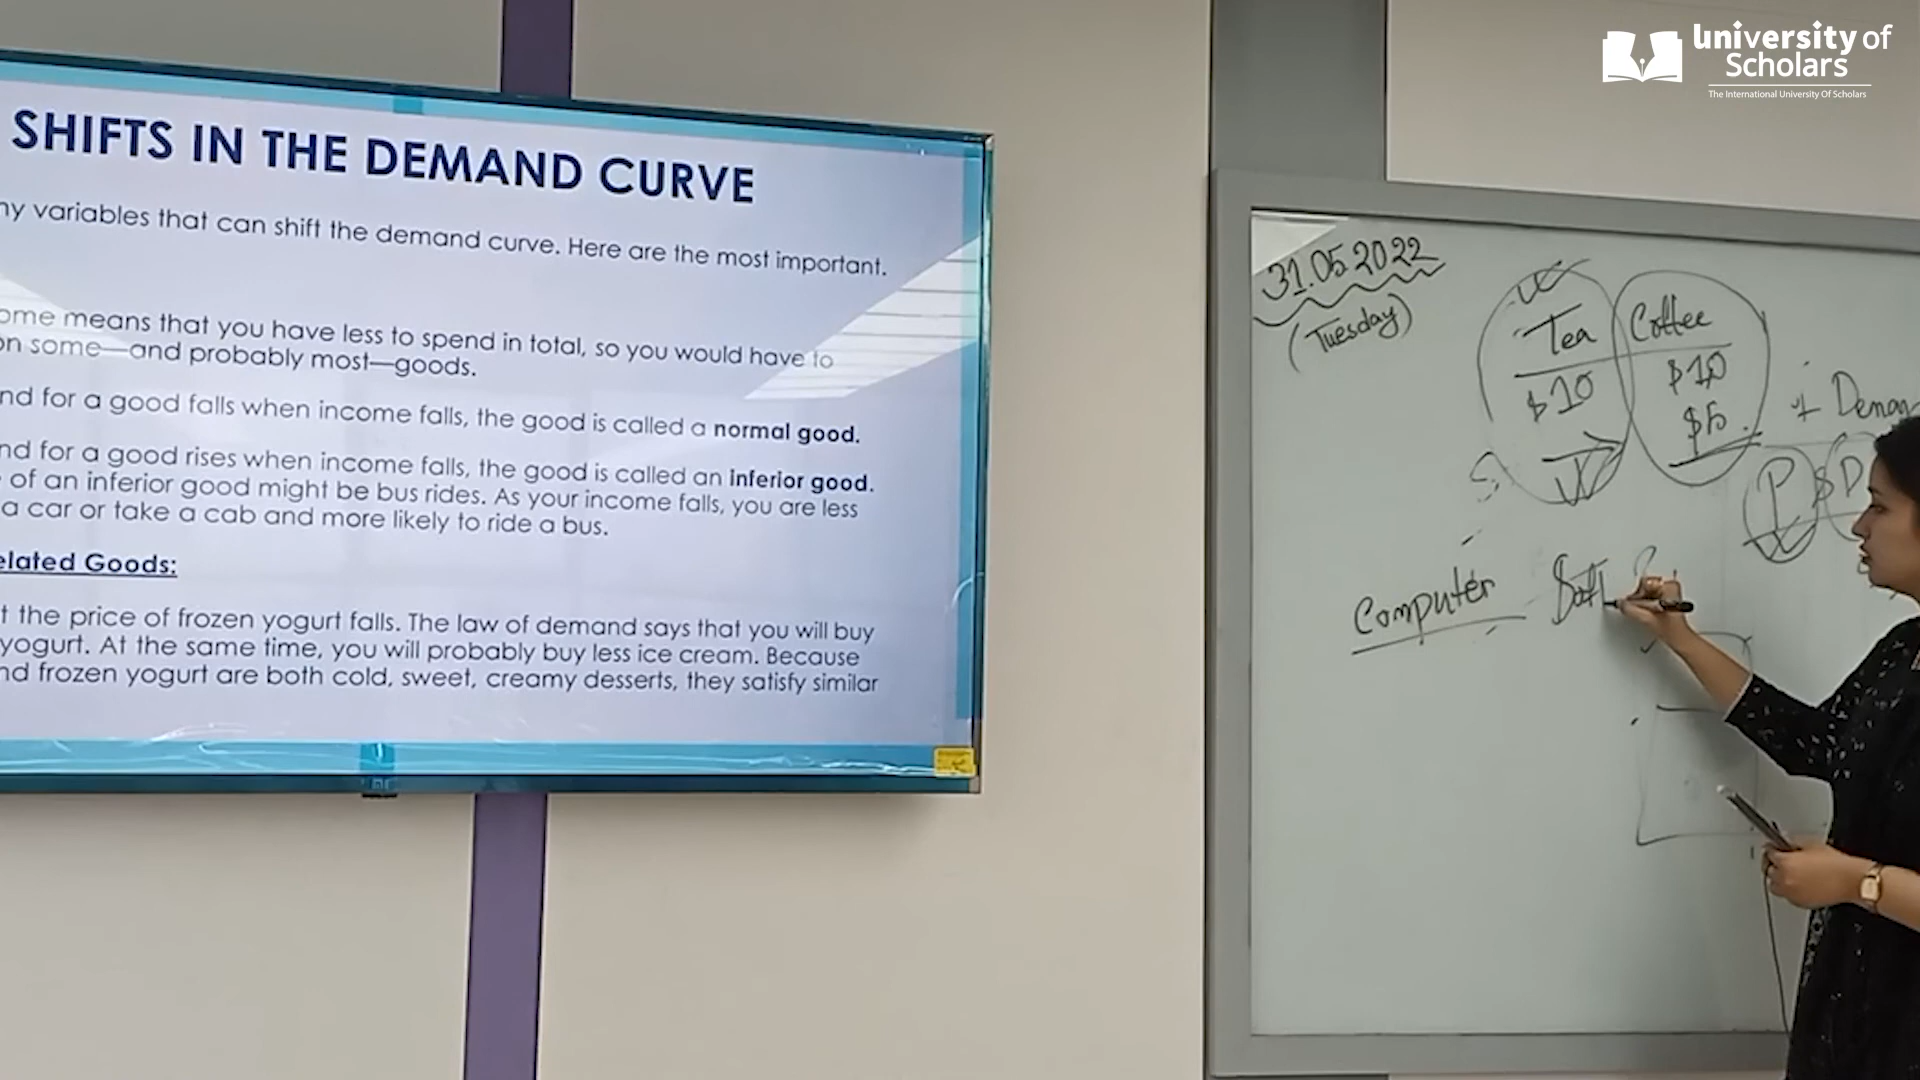 university of
Scholars
The International University Of Scholars
SHIFTS IN THE DEMAND CURVE
ny variables that can shift the demand curve. Here are the most important.
ome means that you have less to spend in total, so you would have to
on some—and probably most—goods.
nd for a good falls when income falls, the good is called a normal good.
nd for a good rises when income falls, the good is called an inferior good.
of an inferior good might be bus rides. As your income falls, you are less
a car or take a cab and more likely to ride a bus.
elated Goods:
t the price of frozen yogurt falls. The law of demand says that you will buy
yogurt. At the same time, you will probably buy less ice cream. Because
nd frozen yogurt are both cold, sweet, creamy desserts, they satisfy similar
31.05.2022
(Tuesday)
Tea Coffee
$10 $10
$5
Deman
P $ D
Computer